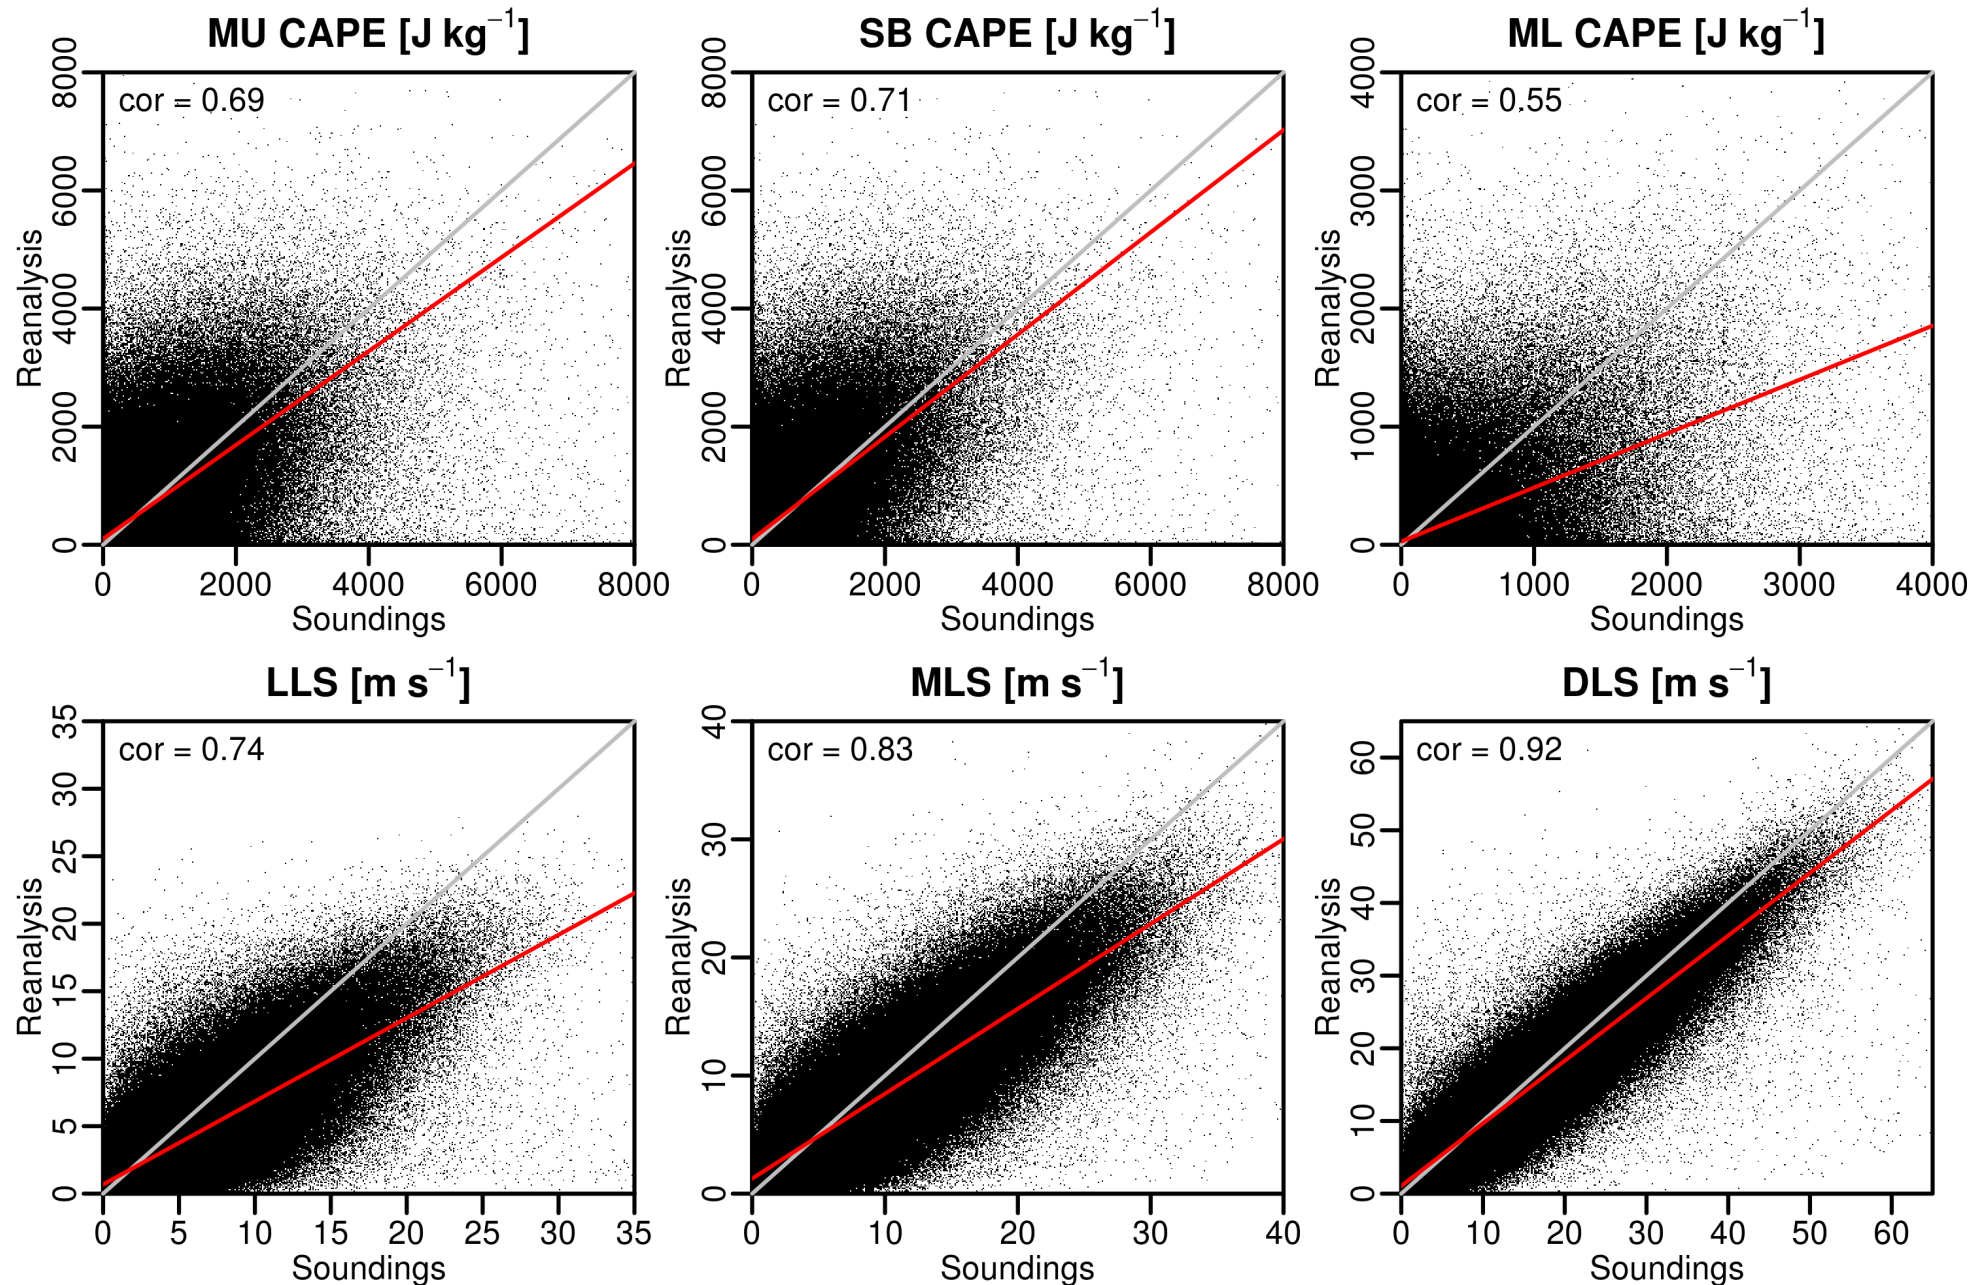 MU CAPE [J kg−1]
cor = 0.69
Reanalysis
0 2000 4000 6000 8000
0 2000 4000 6000 8000
Soundings
SB CAPE [J kg−1]
cor = 0.71
Reanalysis
0 2000 4000 6000 8000
0 2000 4000 6000 8000
Soundings
ML CAPE [J kg−1]
cor = 0.55
Reanalysis
0 1000 2000 3000 4000
0 1000 2000 3000 4000
Soundings
LLS [m s−1]
cor = 0.74
Reanalysis
0 5 10 15 20 25 30 35
0 5 10 15 20 25 30 35
Soundings
MLS [m s−1]
cor = 0.83
Reanalysis
0 10 20 30 40
0 10 20 30 40
Soundings
DLS [m s−1]
cor = 0.92
Reanalysis
0 10 20 30 40 50 60
0 10 20 30 40 50 60
Soundings